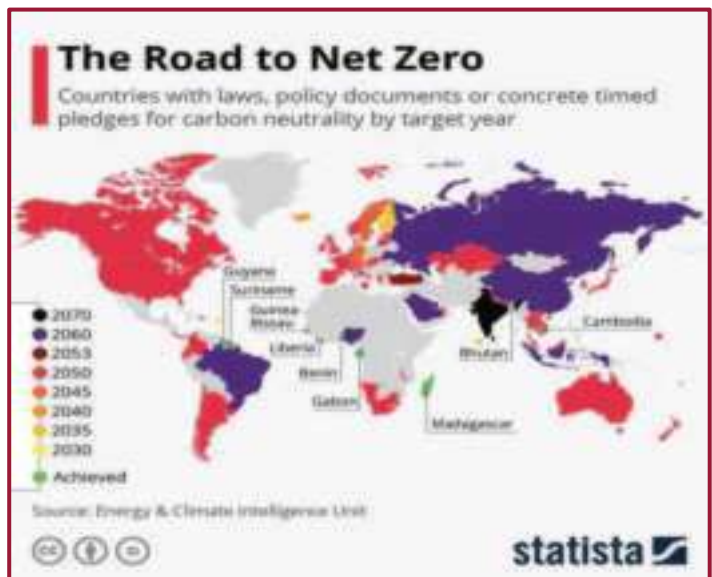 The Road to Net Zero
Countries with laws, policy documents or concrete timed
pledges for carbon neutrality by target year
Guyana
Suriname
Guinea-
Bissau
Liberia
Benin
Gabon
Bhutan
Cambodia
Madagascar
2070
2060
2053
2050
2045
2040
2035
2030
Achieved
Source: Energy & Climate Intelligence Unit
statista